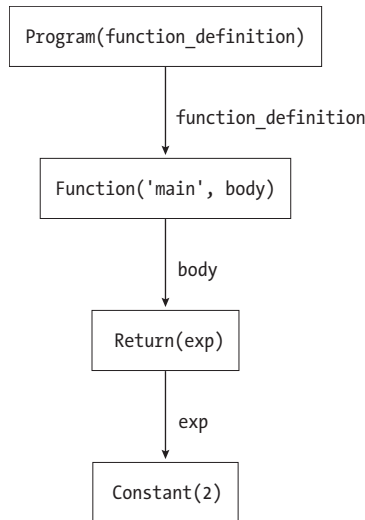 Program(function_definition)
function_definition
Function('main', body)
body
Return(exp)
exp
Constant(2)